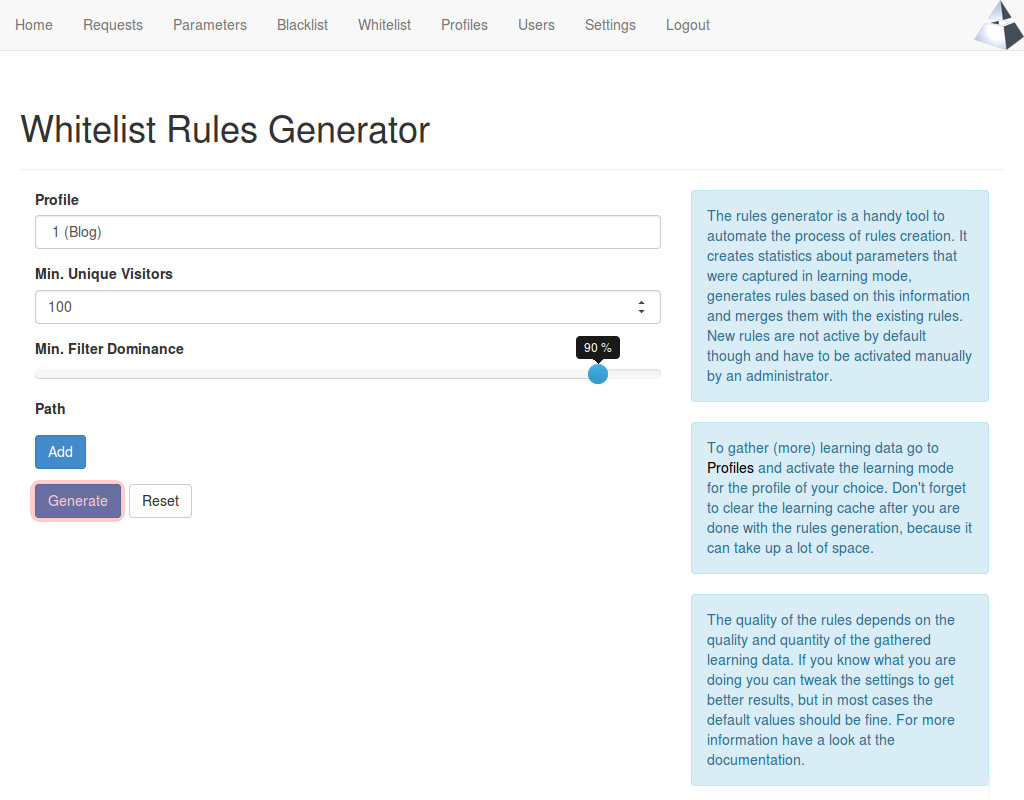 Home Requests Parameters Blacklist Whitelist Profiles Users Settings Logout
Whitelist Rules Generator
Profile
1 (Blog)
Min. Unique Visitors
100
Min. Filter Dominance
90 %
Path
Add
Generate Reset
The rules generator is a handy tool to
automate the process of rules creation. It
creates statistics about parameters that
were captured in learning mode,
generates rules based on this information
and merges them with the existing rules.
New rules are not active by default
though and have to be activated manually
by an administrator.
To gather (more) learning data go to
Profiles and activate the learning mode
for the profile of your choice. Don't forget
to clear the learning cache after you are
done with the rules generation, because it
can take up a lot of space.
The quality of the rules depends on the
quality and quantity of the gathered
learning data. If you know what you are
doing you can tweak the settings to get
better results, but in most cases the
default values should be fine. For more
information have a look at the
documentation.